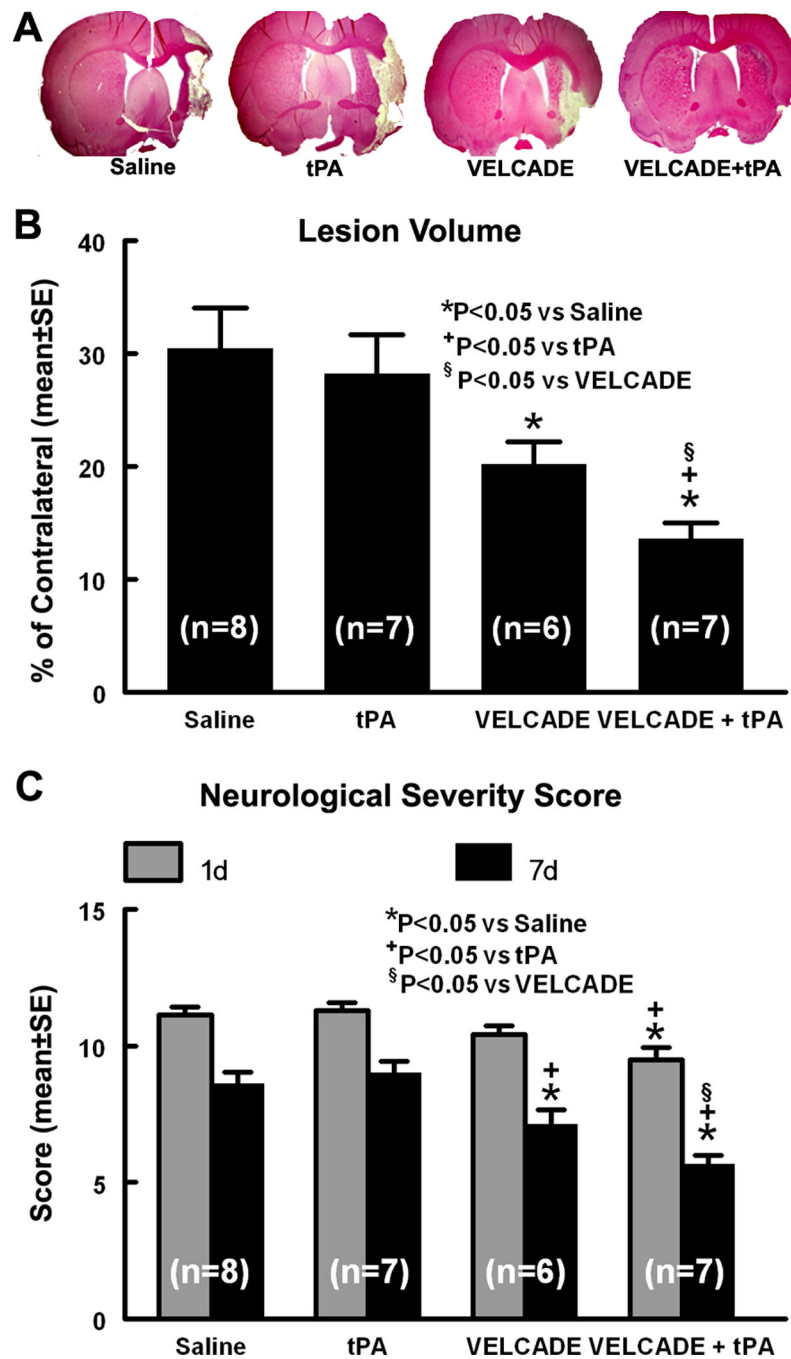 A
Saline tPA VELCADE VELCADE+tPA
B
Lesion Volume
% of Contralateral (mean±SE)
40
30
20
10
0
*P<0.05 vs Saline
+P<0.05 vs tPA
§ P<0.05 vs VELCADE
*
§
+
*
(n=8) (n=7) (n=6) (n=7)
Saline tPA VELCADE VELCADE + tPA
C
Neurological Severity Score
1d 7d
Score (mean±SE)
15
10
5
0
*P<0.05 vs Saline
+P<0.05 vs tPA
§ P<0.05 vs VELCADE
+
*
+
*
§
+
*
(n=8) (n=7) (n=6) (n=7)
Saline tPA VELCADE VELCADE + tPA